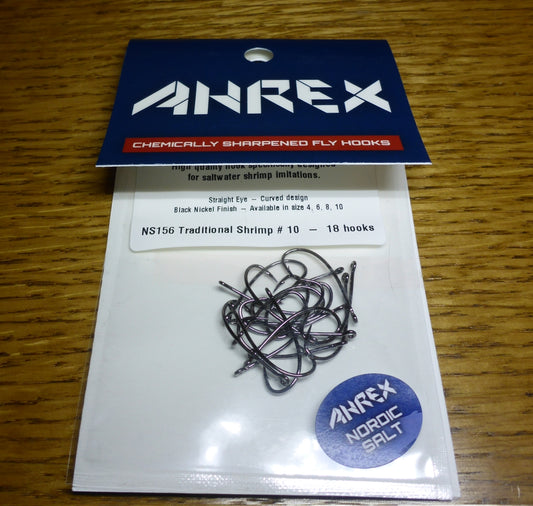 AHREX
CHEMICALLY SHARPENED FLY HOOKS
High quality hook specifically designed
for saltwater shrimp imitations.
Straight Eye – Curved design
Black Nickel Finish – Available in size 4, 6, 8, 10
NS156 Traditional Shrimp # 10 – 18 hooks
AHREX
NORDIC
SALT